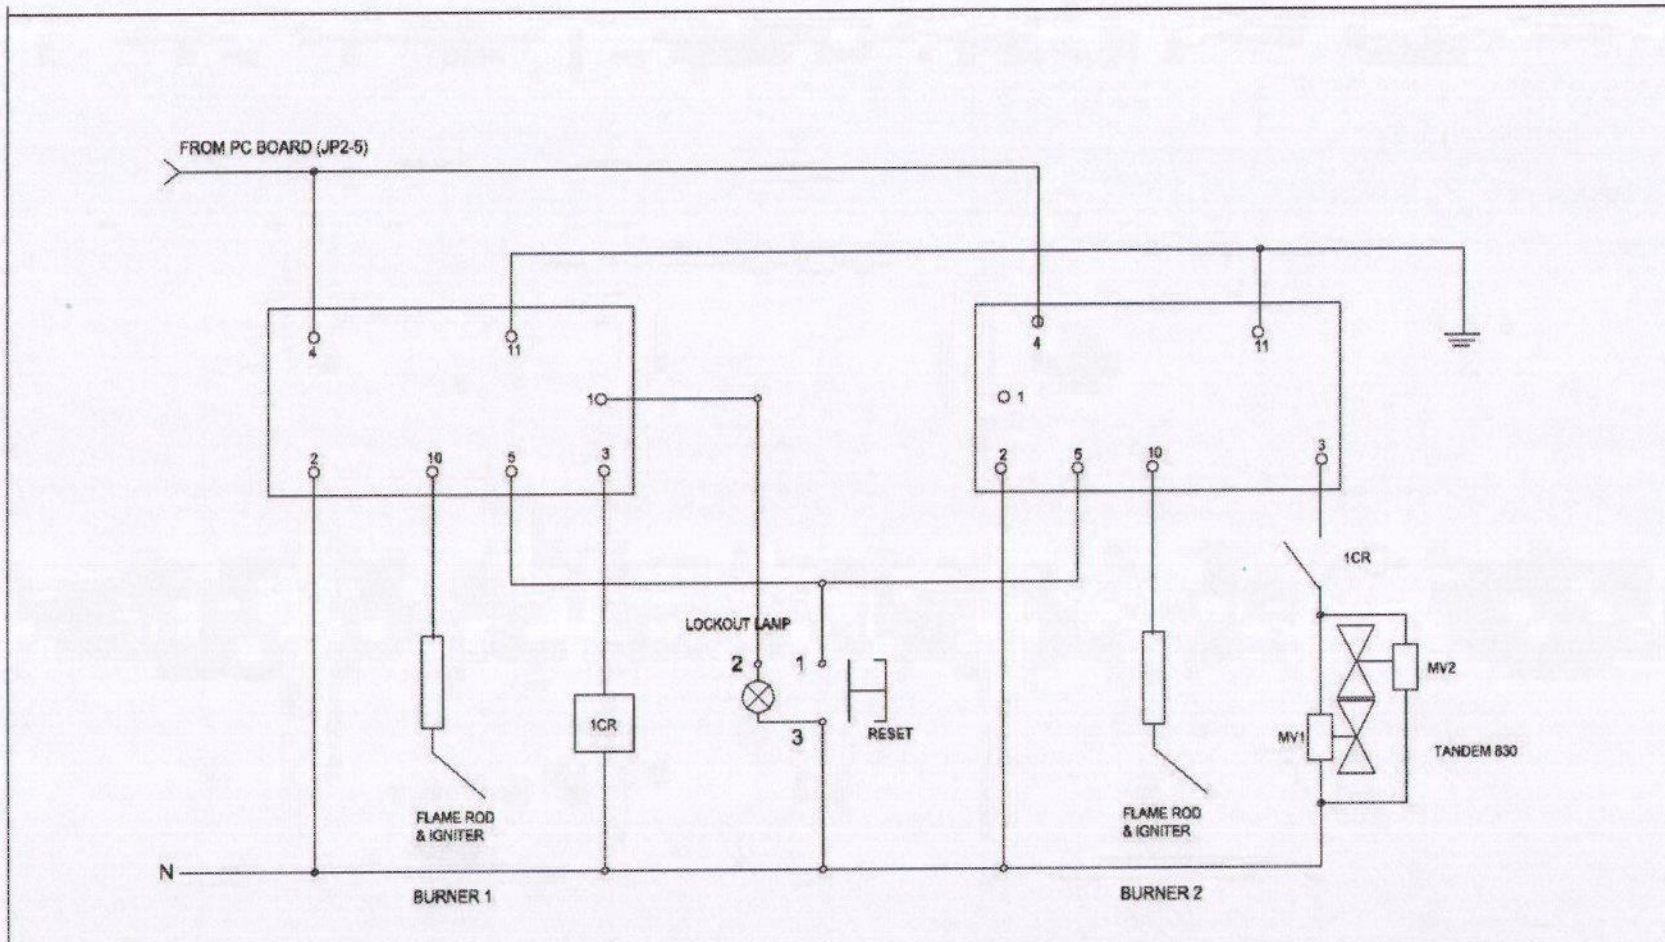 FROM PC BOARD (JP2-5)
4
11
4
11
1
1
2
10
5
3
2
5
10
3
1CR
LOCKOUT LAMP
2
1
MV2
1CR
3
RESET
MV1
TANDEM 830
FLAME ROD
& IGNITER
FLAME ROD
& IGNITER
N
BURNER 1
BURNER 2